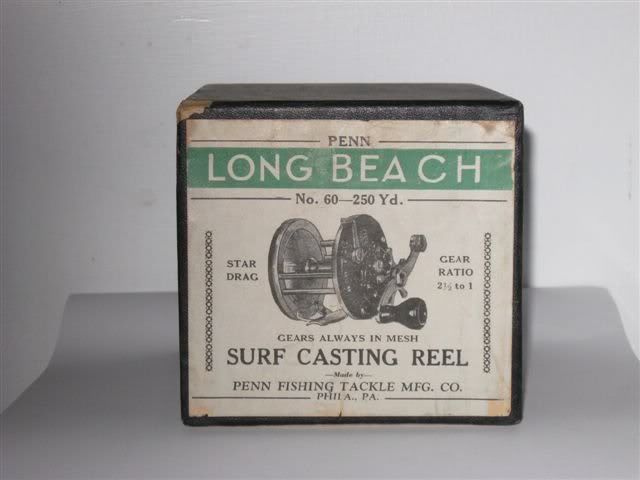 PENN
LONG BEACH
No. 60—250 Yd.
STAR
DRAG
GEAR
RATIO
2½ to 1
GEARS ALWAYS IN MESH
SURF CASTING REEL
—Made by—
PENN FISHING TACKLE MFG. CO.
PHILA., PA.